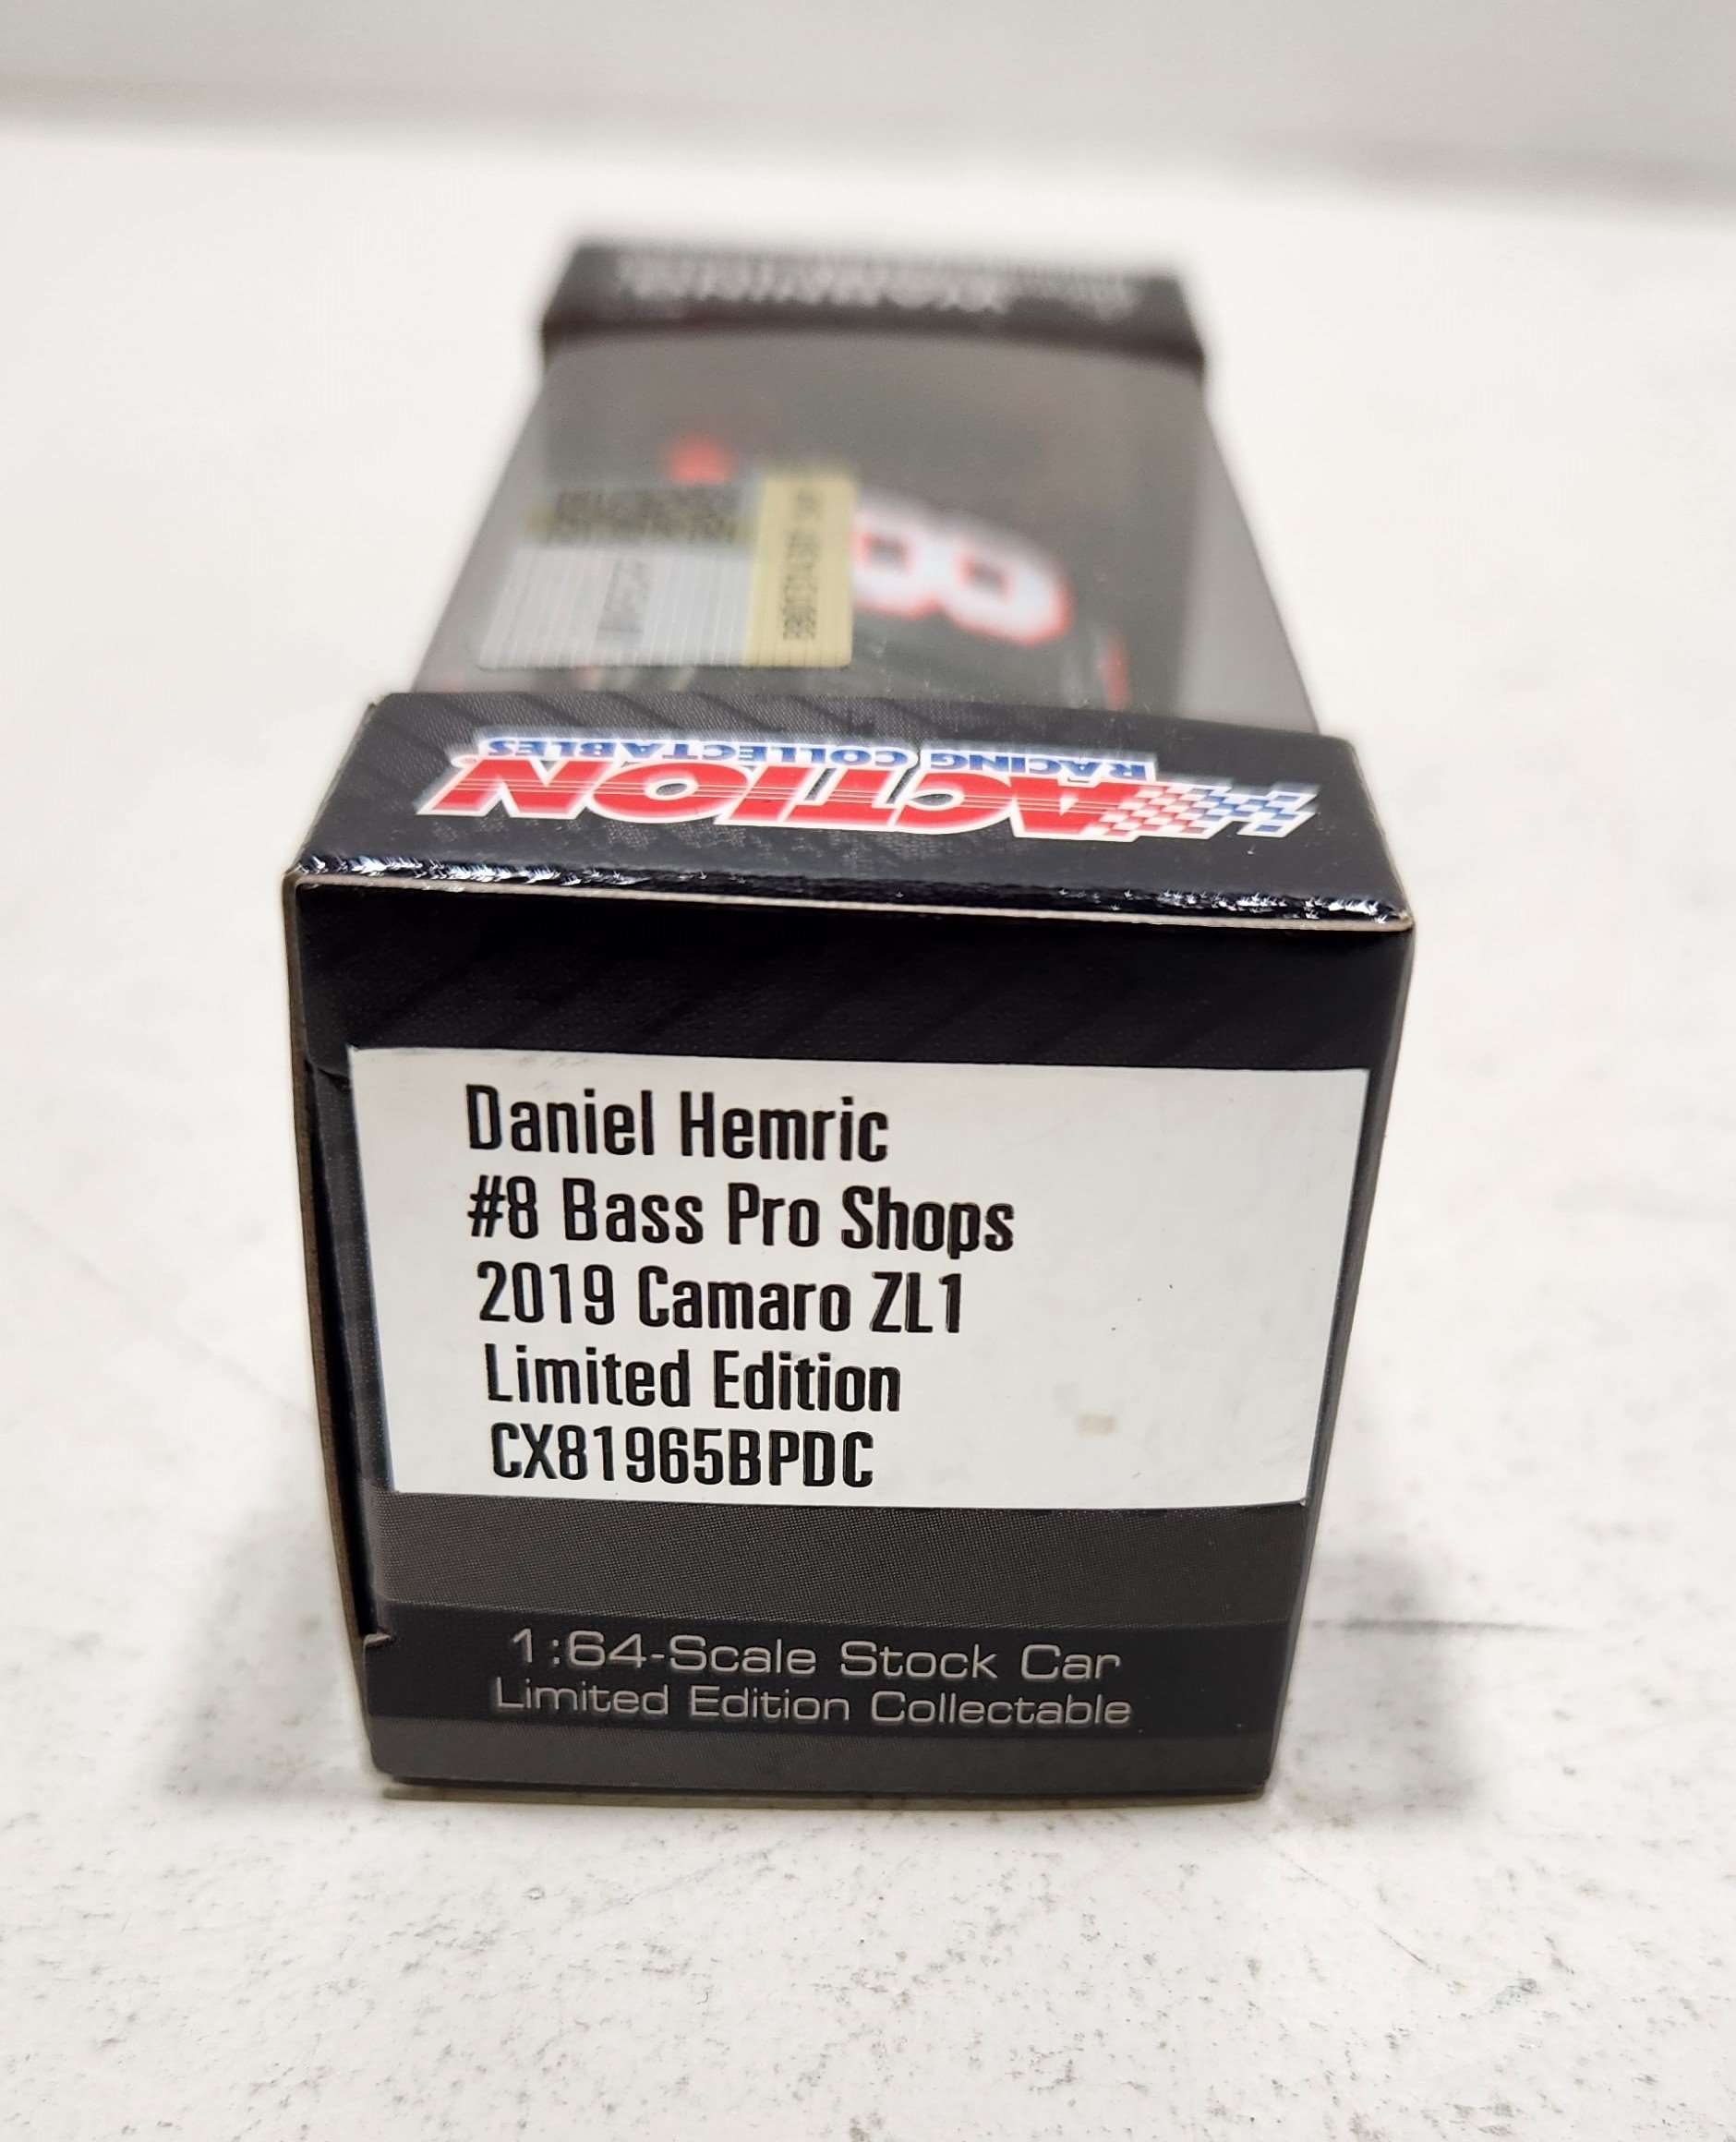 ACTION
RACING COLLECTABLES
Daniel Hemric
#8 Bass Pro Shops
2019 Camaro ZL1
Limited Edition
CX81965BPDC
1:64-Scale Stock Car
Limited Edition Collectable
8